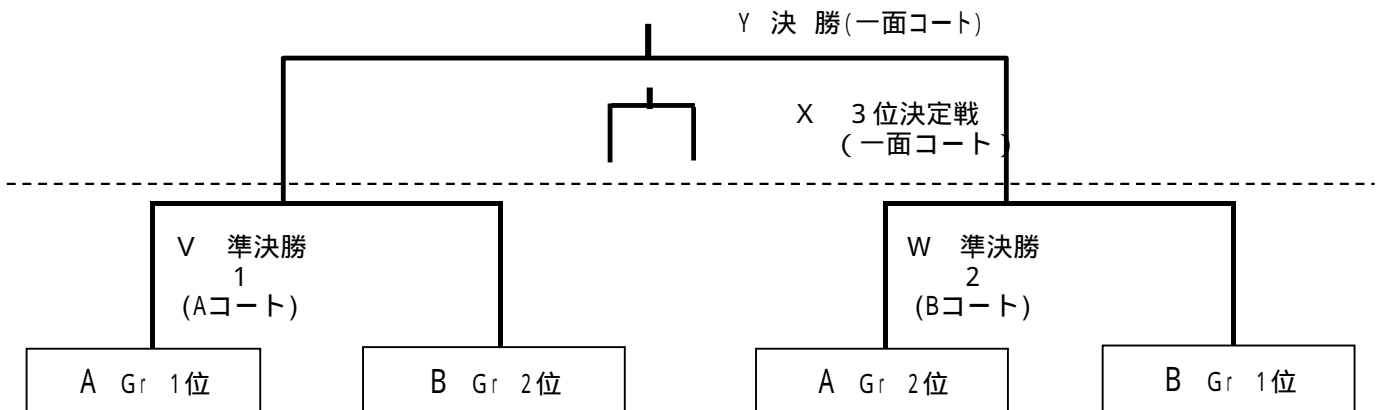 Y 決 勝(一面コート)
X 3位決定戦
(一面コート)
V 準決勝
1
(Aコート)
W 準決勝
2
(Bコート)
A Gr 1位
B Gr 2位
A Gr 2位
B Gr 1位